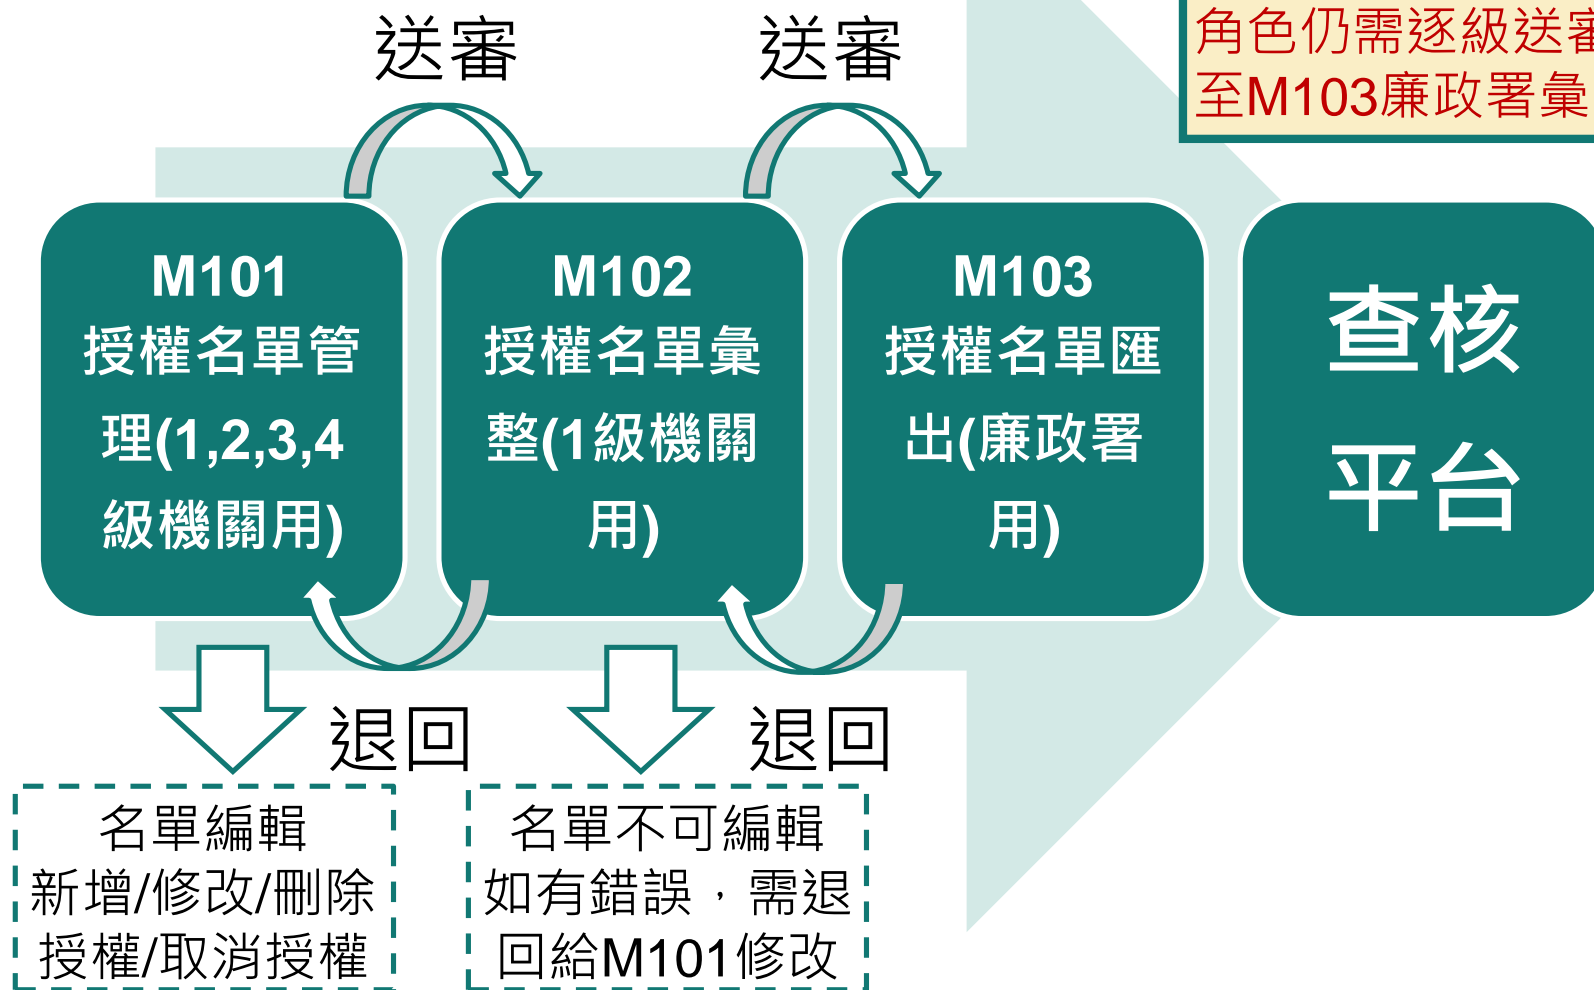 送審
送審
角色仍需逐級送審
至M103廉政署彙
M101
授權名單管
理(1,2,3,4
級機關用)
M102
授權名單彙
整(1級機關
用)
M103
授權名單匯
出(廉政署
用)
查核
平台
退回
退回
名單編輯
新增/修改/刪除
授權/取消授權
名單不可編輯
如有錯誤，需退
回給M101修改